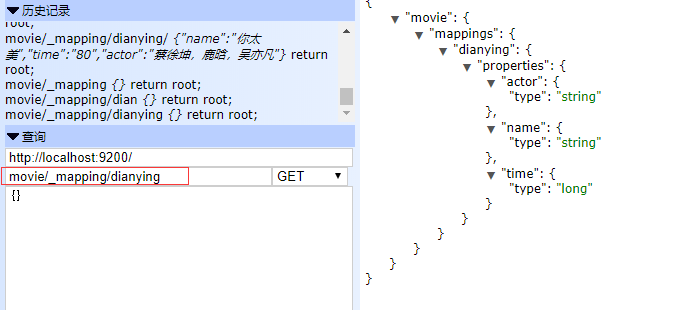 历史记录
root;
movie/_mapping/dianying/ {"name":"你太
美","time":"80","actor":"蔡徐坤，鹿晗，吴亦凡"} return
root;
movie/_mapping {} return root;
movie/_mapping/dian {} return root;
movie/_mapping/dianying {} return root;
查询
http://localhost:9200/
movie/_mapping/dianying GET
{}
{
"movie": {
"mappings": {
"dianying": {
"properties": {
"actor": {
"type": "string"
},
"name": {
"type": "string"
},
"time": {
"type": "long"
}
}
}
}
}
}